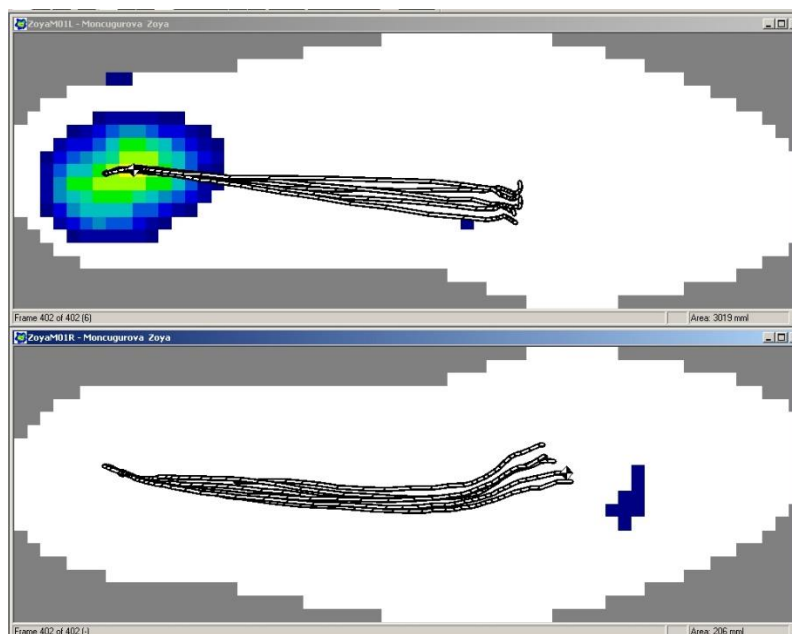 ZoyaM01L - Moncugurova Zoya
Frame 402 of 402 (6)
Area: 3019 mml
ZoyaM01R - Moncugurova Zoya
Frame 402 of 402 (-)
Area: 206 mml